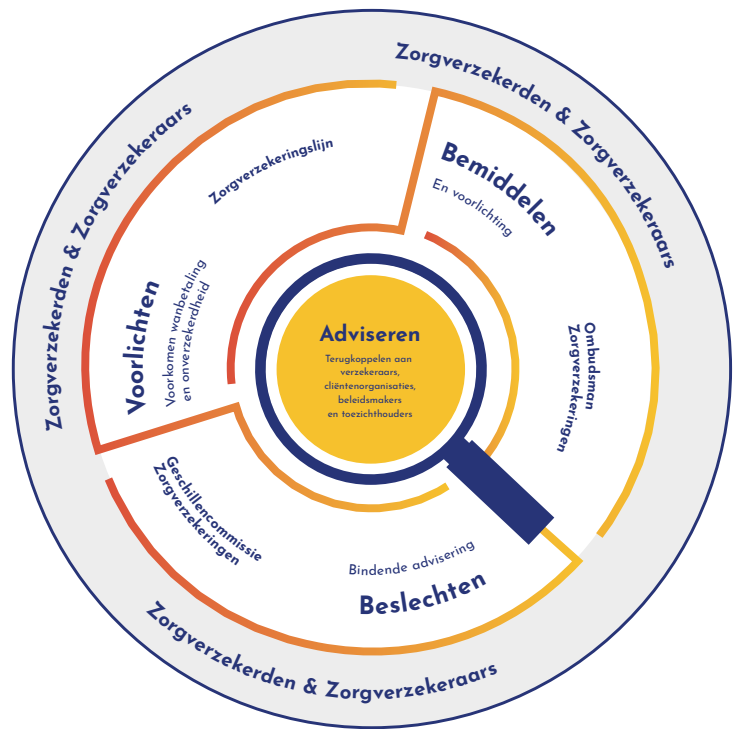 Zorgverzekerden & Zorgverzekeraars
Zorgverzekerden & Zorgverzekeraars
Zorgverzekeringslijn
Bemiddelen
En voorlichting
Voorlichten
Voorkomen wanbetaling
en onverzekerdheid
Adviseren
Terugkoppelen aan
verzekeraars,
cliëntenorganisaties,
beleidsmakers
en toezichthouders
Ombudsman
Zorgverzekeringen
Geschillencommissie
Zorgverzekeringen
Bindende advisering
Beslechten
Zorgverzekerden & Zorgverzekeraars